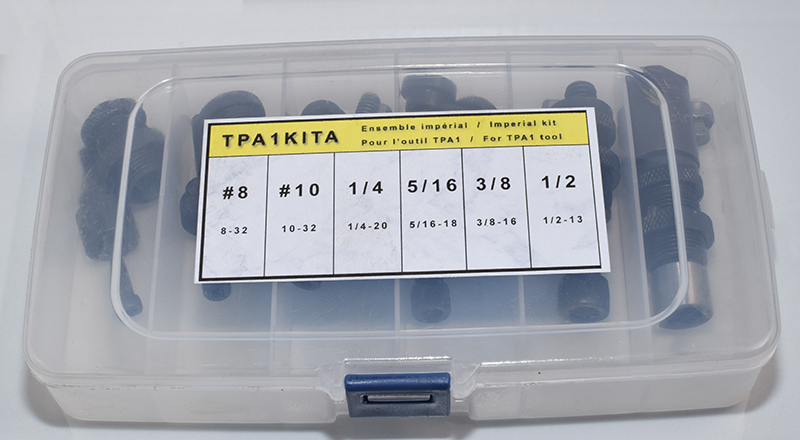 TPA1KITA
Ensemble impérial / Imperial kit
Pour l'outil TPA1 / For TPA1 tool
#8 #10 1/4 5/16 3/8 1/2
8-32 10-32 1/4-20 5/16-18 3/8-16 1/2-13